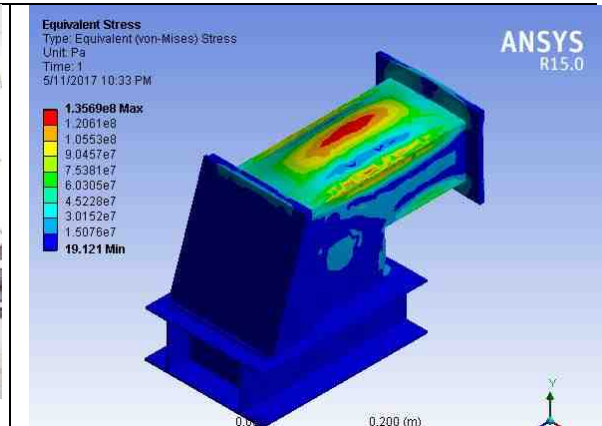 Equivalent Stress
Type: Equivalent (von-Mises) Stress
Unit: Pa
Time: 1
5/11/2017 10:33 PM
ANSYS
R15.0
1.3569e8 Max
1.2061e8
1.0553e8
9.0457e7
7.5381e7
6.0305e7
4.5228e7
3.0152e7
1.5076e7
19.121 Min
0.200 (m)
Y